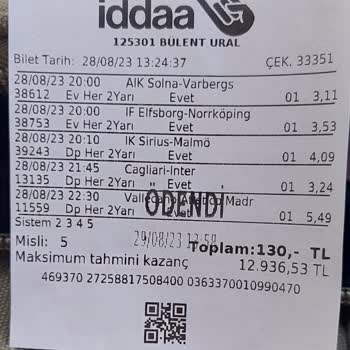 iddaa
125301 BÜLENT URAL
Bilet Tarih: 28/08/23 13:24:37 ÇEK. 33351
28/08/23 20:00 AIK Solna-Varbergs
38612 Ev Her 2Yarı Evet 01 3,11
28/08/23 20:00 IF Elfsborg-Norrköping
38753 Ev Her 2Yarı Evet 01 3,53
28/08/23 20:10 IK Sirius-Malmö
39243 Dp Her 2Yarı Evet 01 4,09
28/08/23 21:45 Cagliari-Inter
13135 Dp Her 2Yarı Evet 01 3,24
28/08/23 22:30 Vallecano-Atletico Madr
11559 Dp Her 2Yarı Evet 01 5,49
ÖDENDİ
Sistem 2 3 4 5
29/08/23
Misli: 5 Toplam:130,- TL
Maksimum tahmini kazanç 12.936,53 TL
469370 27258817508400 0363370010990470